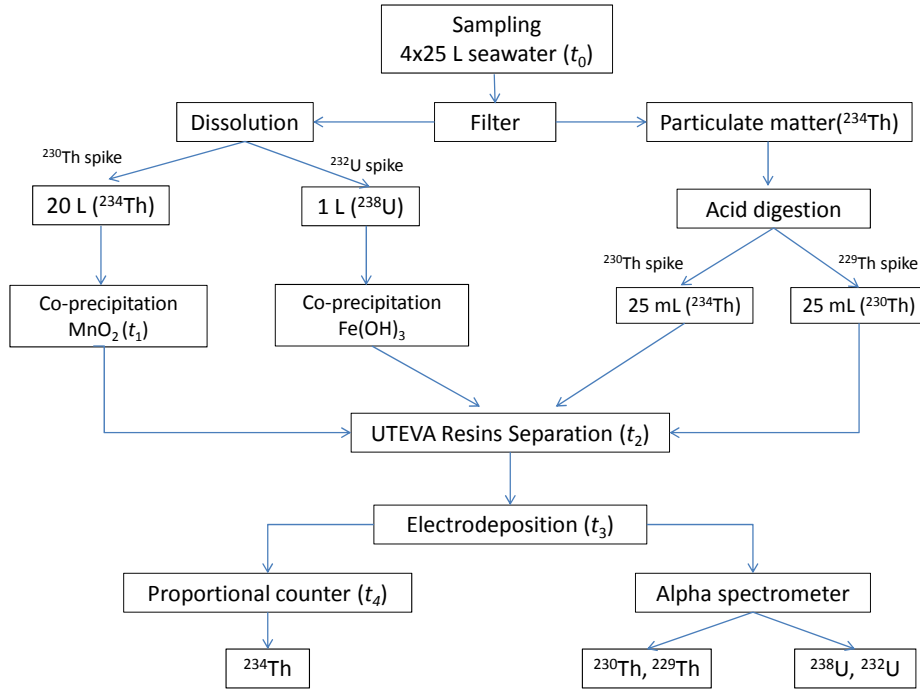 Sampling
4x25 L seawater (t₀)
Dissolution
Filter
Particulate matter(²³⁴Th)
²³⁰Th spike
²³²U spike
20 L (²³⁴Th)
1 L (²³⁸U)
Acid digestion
²³⁰Th spike
²²⁹Th spike
Co-precipitation
MnO₂ (t₁)
Co-precipitation
Fe(OH)₃
25 mL (²³⁴Th)
25 mL (²³⁰Th)
UTEVA Resins Separation (t₂)
Electrodeposition (t₃)
Proportional counter (t₄)
Alpha spectrometer
²³⁴Th
²³⁰Th, ²²⁹Th
²³⁸U, ²³²U